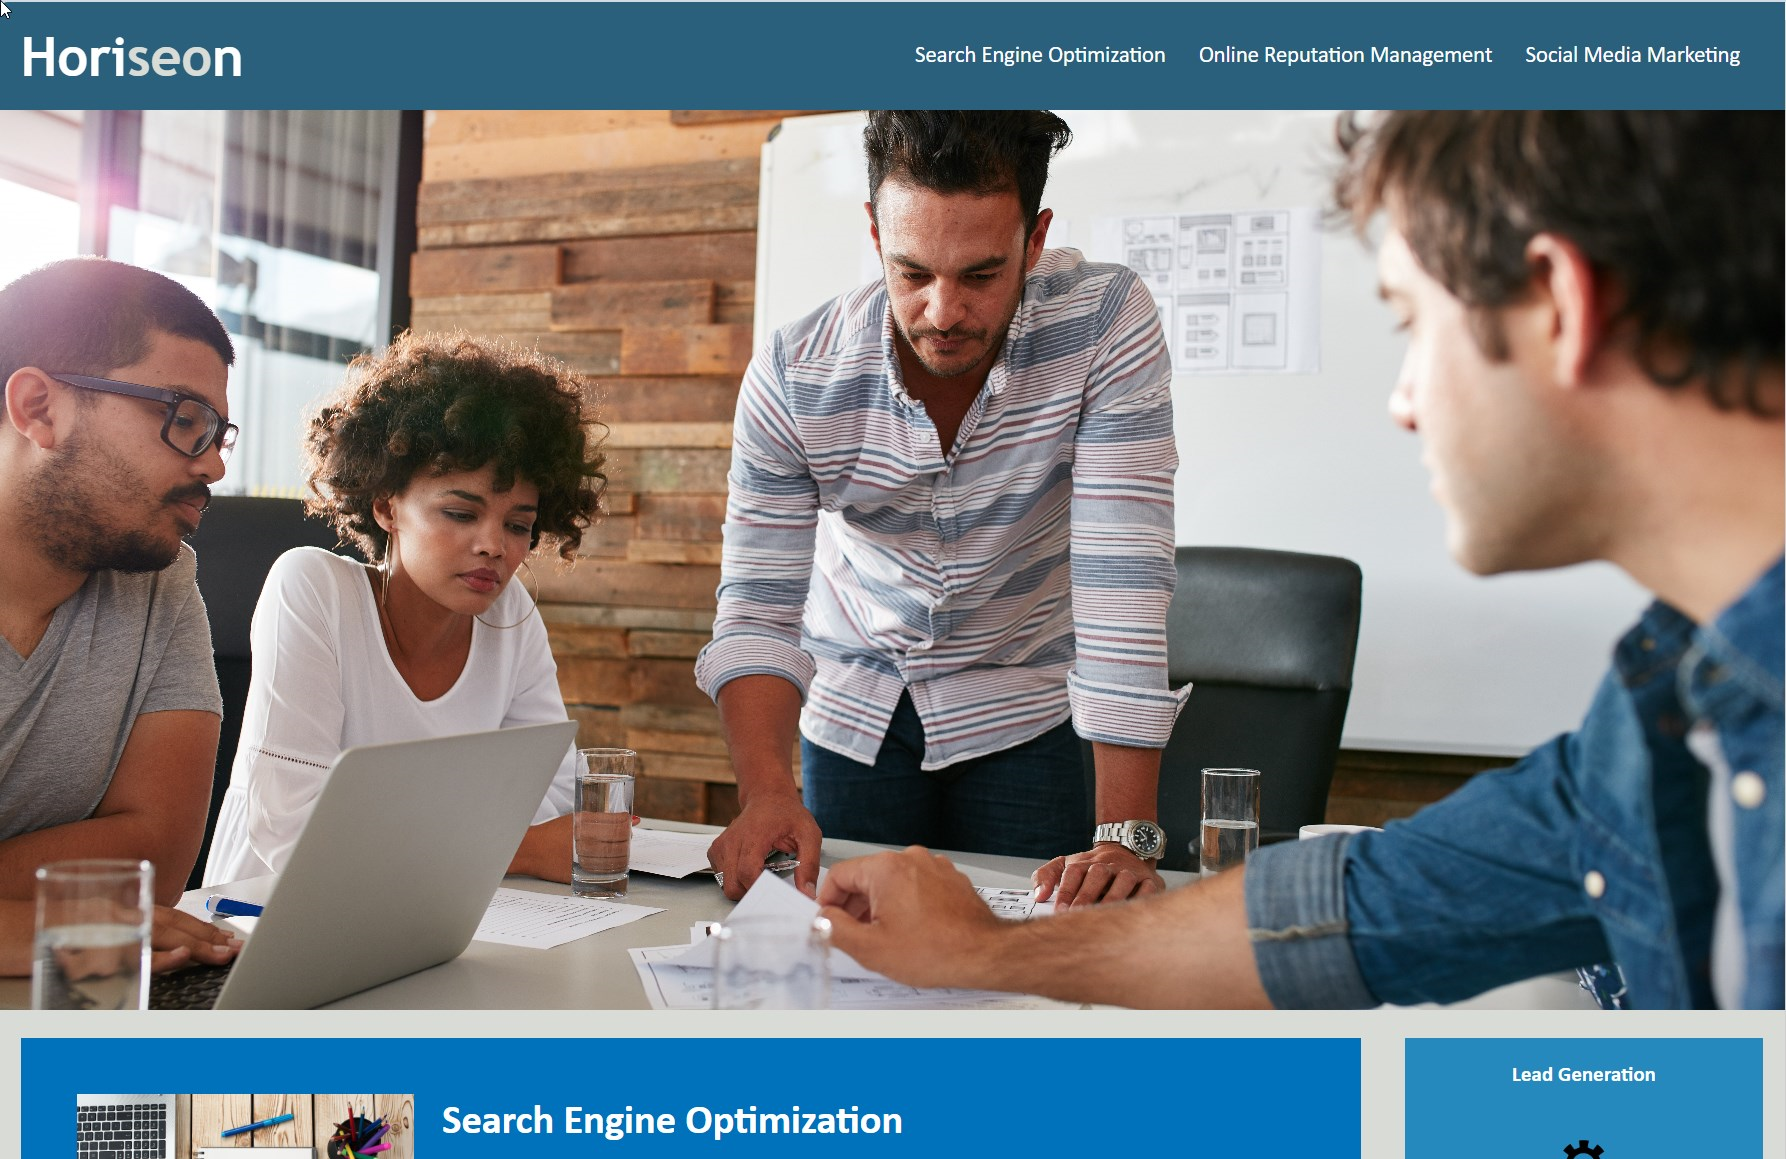 Horiseon
Search Engine Optimization
Online Reputation Management
Social Media Marketing
Search Engine Optimization
Lead Generation